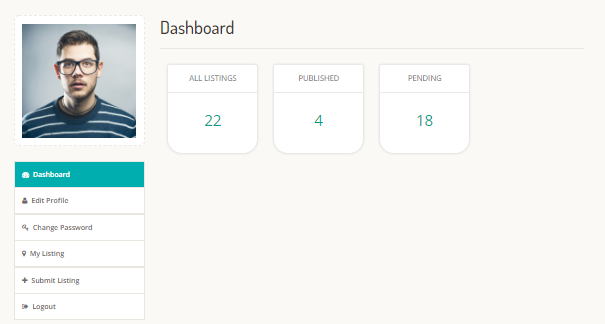 Dashboard
ALL LISTINGS
PUBLISHED
PENDING
22
4
18
Dashboard
Edit Profile
Change Password
My Listing
Submit Listing
Logout